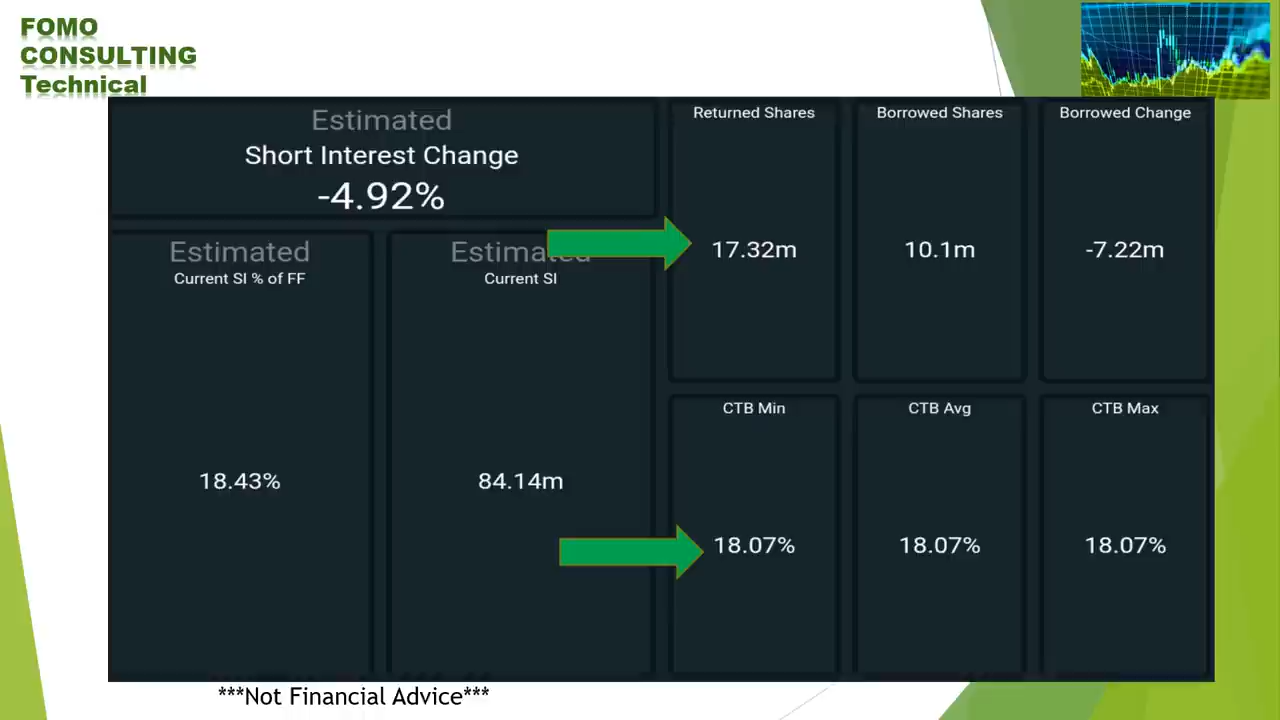 FOMO
CONSULTING
Technical
Estimated
Short Interest Change
-4.92%
Estimated
Current SI % of FF
18.43%
Estimated
Current SI
84.14m
Returned Shares
17.32m
Borrowed Shares
10.1m
Borrowed Change
-7.22m
CTB Min
18.07%
CTB Avg
18.07%
CTB Max
18.07%
***Not Financial Advice***